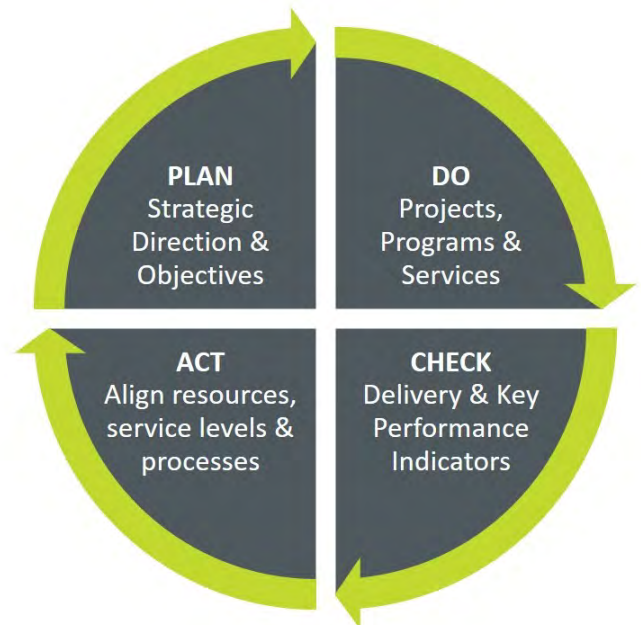 PLAN
Strategic
Direction &
Objectives
DO
Projects,
Programs &
Services
ACT
Align resources,
service levels &
processes
CHECK
Delivery & Key
Performance
Indicators